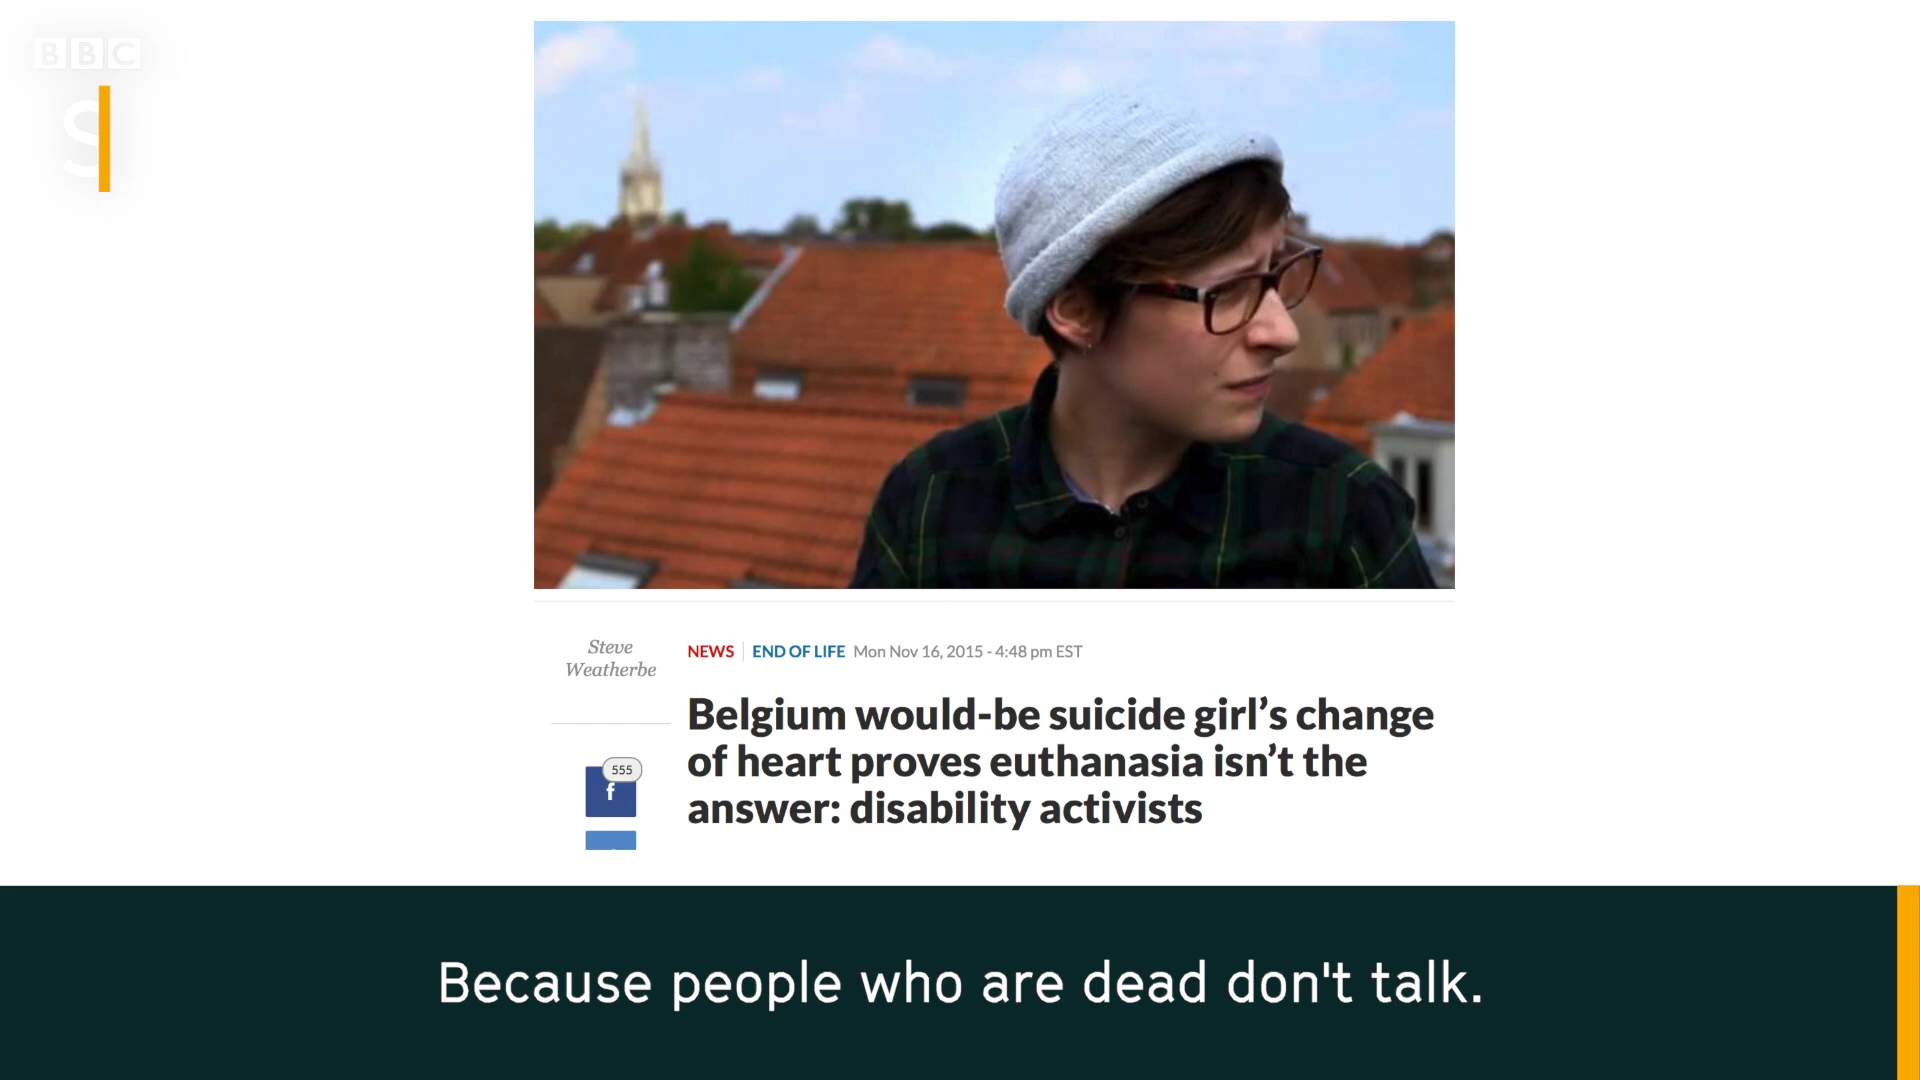 BBC
S
Steve
Weatherbe
NEWS | END OF LIFE Mon Nov 16, 2015 - 4:48 pm EST
Belgium would-be suicide girl’s change
of heart proves euthanasia isn’t the
answer: disability activists
555
f
Because people who are dead don't talk.